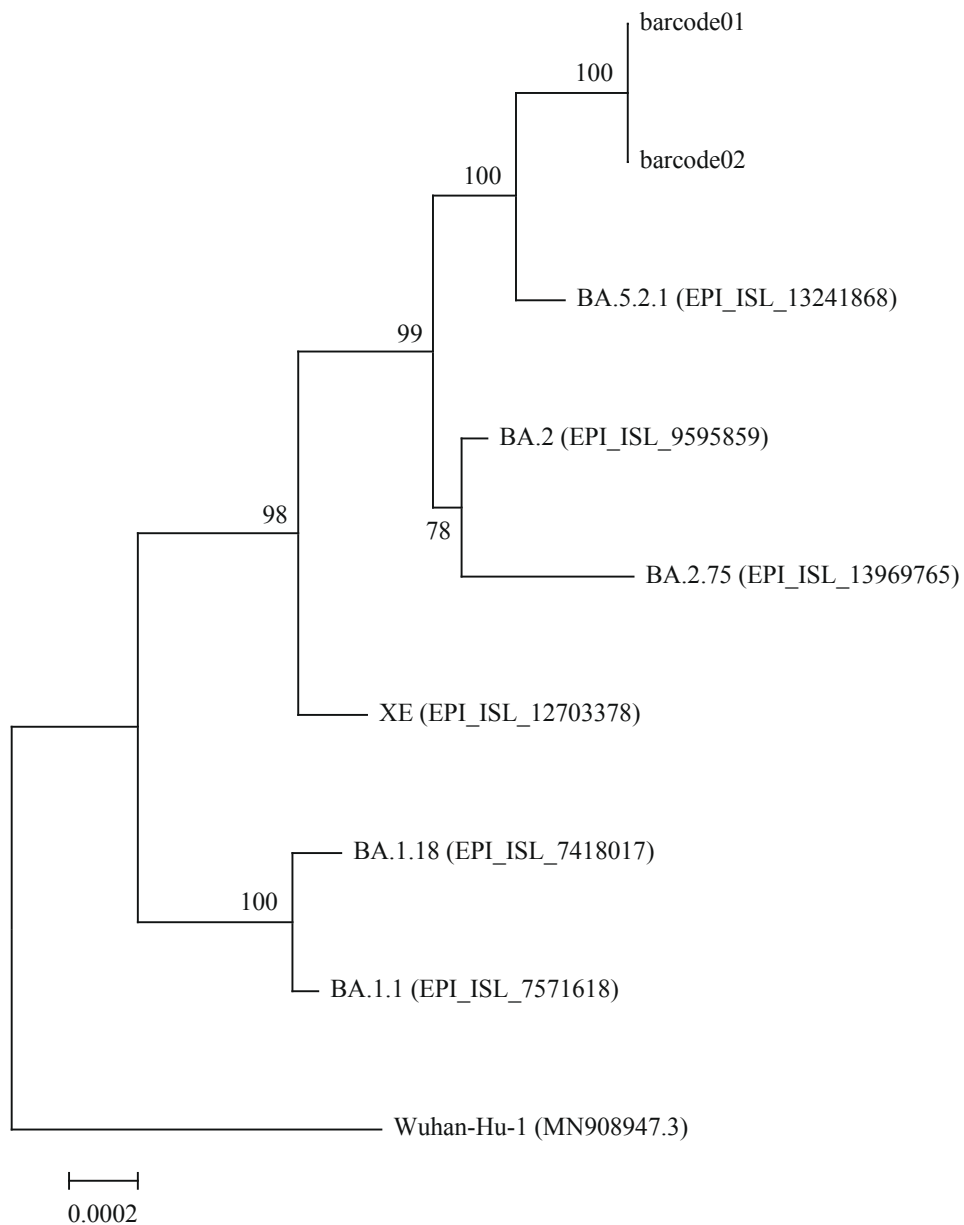 barcode01
100
barcode02
100
BA.5.2.1 (EPI_ISL_13241868)
99
BA.2 (EPI_ISL_9595859)
98
78
BA.2.75 (EPI_ISL_13969765)
XE (EPI_ISL_12703378)
BA.1.18 (EPI_ISL_7418017)
100
BA.1.1 (EPI_ISL_7571618)
Wuhan-Hu-1 (MN908947.3)
0.0002